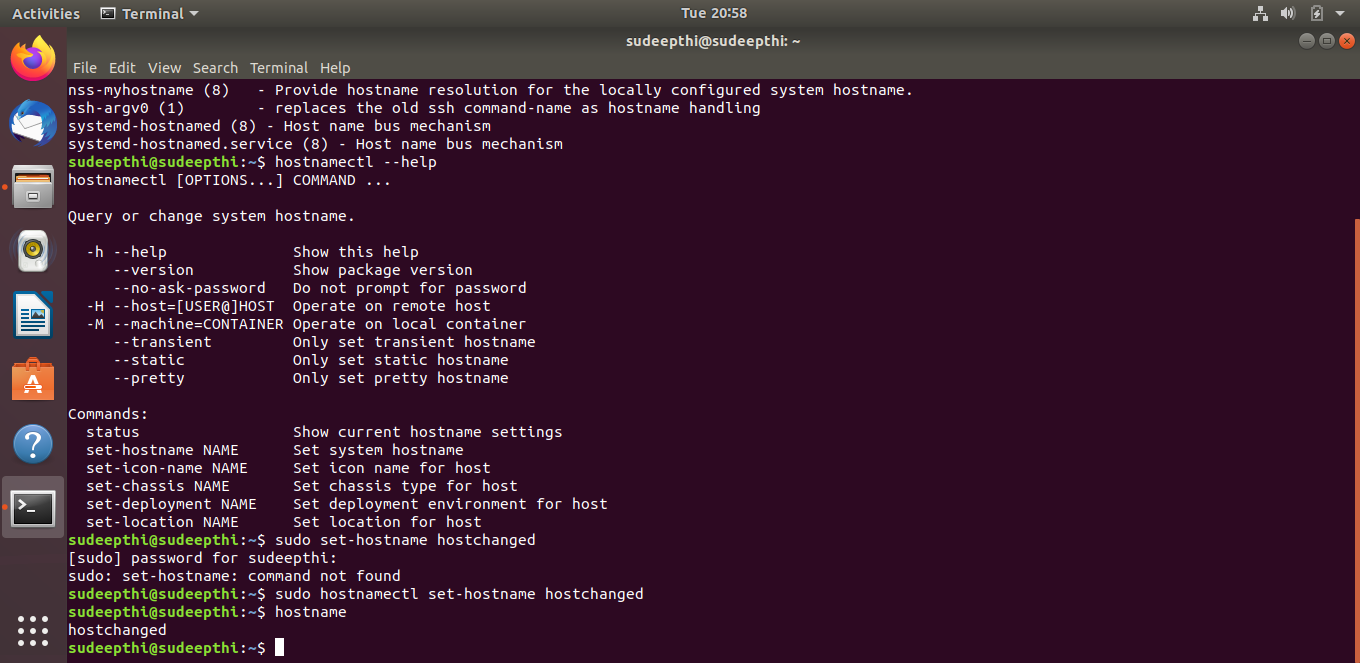 Activities Terminal Tue 20:58
sudeepthi@sudeepthi: ~
File Edit View Search Terminal Help
nss-myhostname (8)   - Provide hostname resolution for the locally configured system hostname.
ssh-argv0 (1)        - replaces the old ssh command-name as hostname handling
systemd-hostnamed (8) - Host name bus mechanism
systemd-hostnamed.service (8) - Host name bus mechanism
sudeepthi@sudeepthi:~$ hostnamectl --help
hostnamectl [OPTIONS...] COMMAND ...
Query or change system hostname.
  -h --help              Show this help
     --version           Show package version
     --no-ask-password   Do not prompt for password
  -H --host=[USER@]HOST  Operate on remote host
  -M --machine=CONTAINER Operate on local container
     --transient         Only set transient hostname
     --static            Only set static hostname
     --pretty            Only set pretty hostname
Commands:
  status                 Show current hostname settings
  set-hostname NAME      Set system hostname
  set-icon-name NAME     Set icon name for host
  set-chassis NAME       Set chassis type for host
  set-deployment NAME    Set deployment environment for host
  set-location NAME      Set location for host
sudeepthi@sudeepthi:~$ sudo set-hostname hostchanged
[sudo] password for sudeepthi:
sudo: set-hostname: command not found
sudeepthi@sudeepthi:~$ sudo hostnamectl set-hostname hostchanged
sudeepthi@sudeepthi:~$ hostname
hostchanged
sudeepthi@sudeepthi:~$